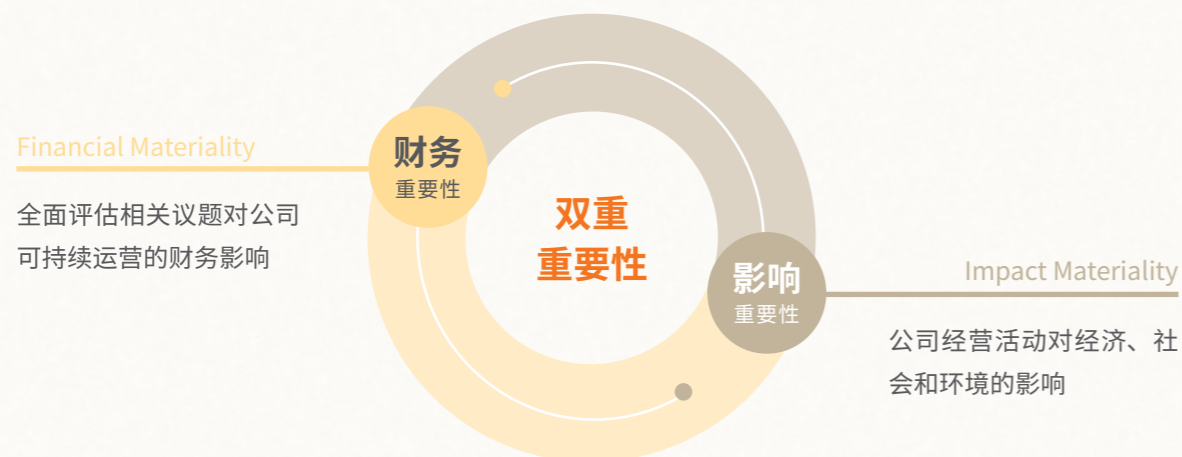 Financial Materiality
全面评估相关议题对公司
可持续运营的财务影响
财务
重要性
双重
重要性
影响
重要性
Impact Materiality
公司经营活动对经济、社
会和环境的影响